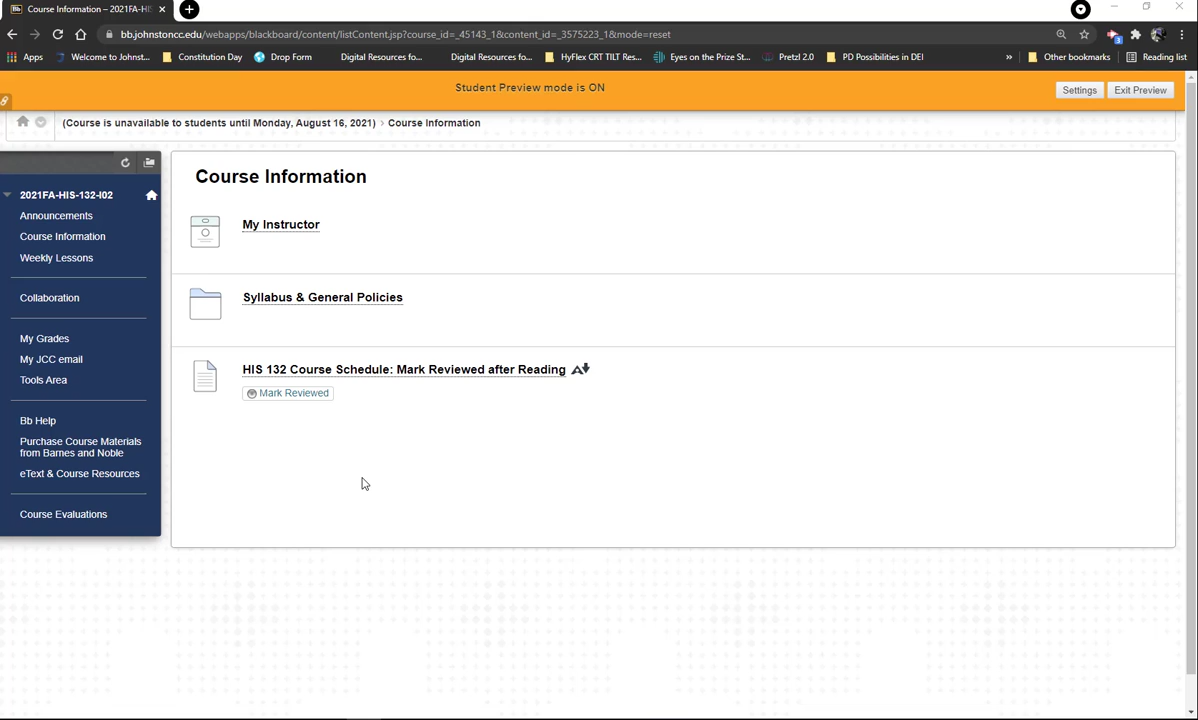 Bb Course Information – 2021FA-HIS
bb.johnstoncc.edu/webapps/blackboard/content/listContent.jsp?course_id=_45143_1&content_id=_3575223_1&mode=reset
3
Apps Welcome to Johnst... Constitution Day Drop Form Digital Resources fo... Digital Resources fo... HyFlex CRT TILT Res... Eyes on the Prize St... Pretzl 2.0 PD Possibilities in DEI » Other bookmarks Reading list
Student Preview mode is ON
Settings Exit Preview
(Course is unavailable to students until Monday, August 16, 2021) > Course Information
2021FA-HIS-132-I02
Announcements
Course Information
Weekly Lessons
Collaboration
My Grades
My JCC email
Tools Area
Bb Help
Purchase Course Materials
from Barnes and Noble
eText & Course Resources
Course Evaluations
Course Information
My Instructor
Syllabus & General Policies
HIS 132 Course Schedule: Mark Reviewed after Reading
Mark Reviewed